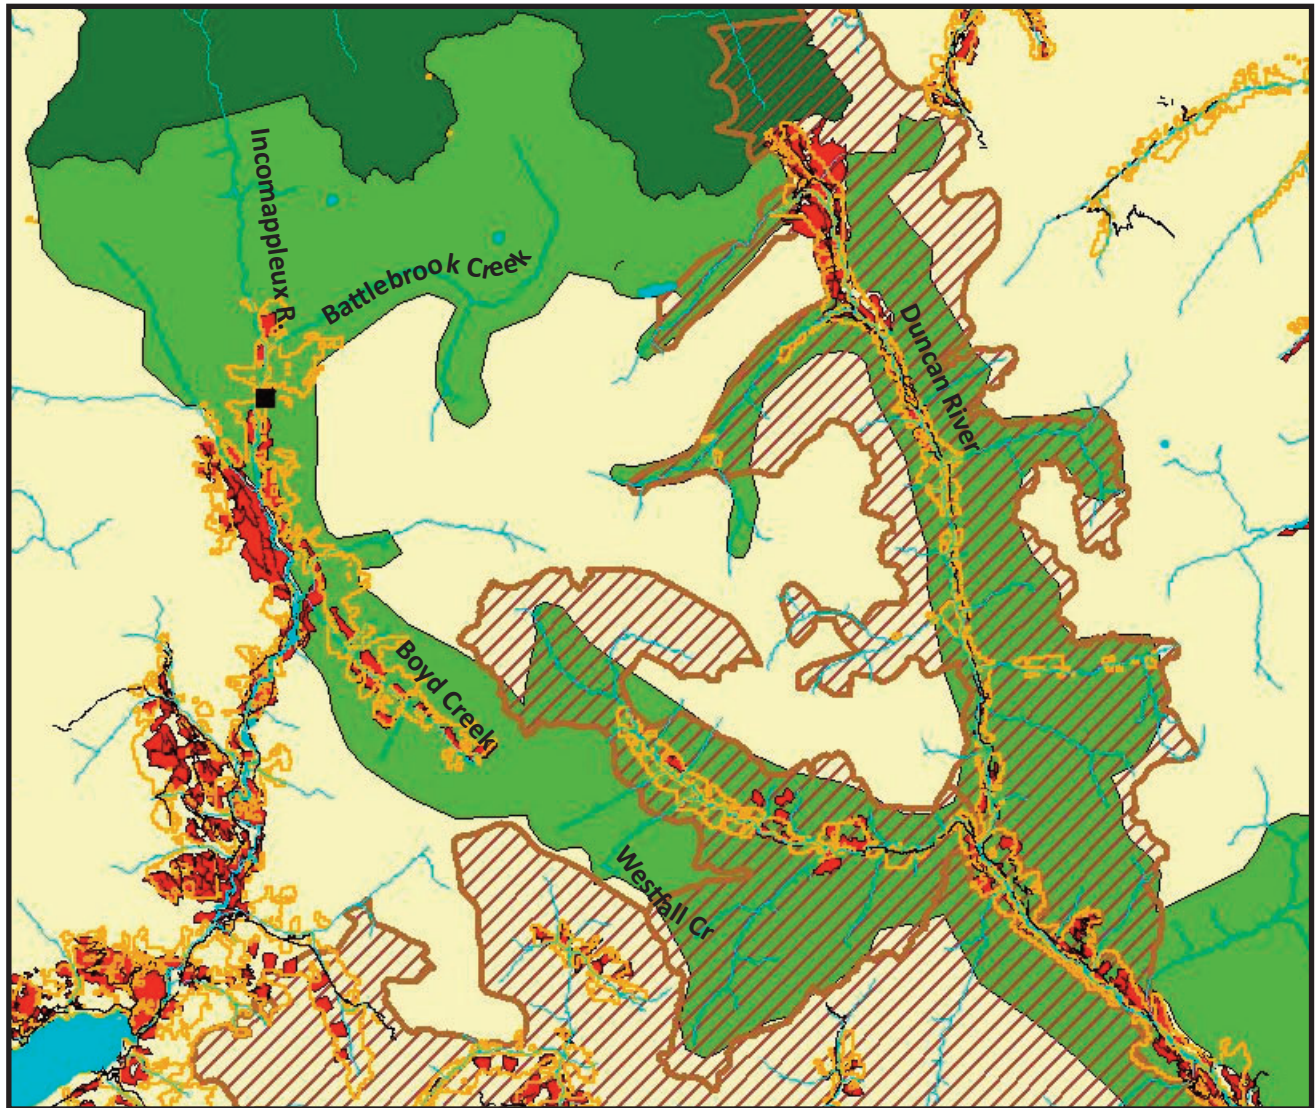 Incomappleux R.
Battlebrook Creek
Duncan River
Boyd Creek
Westfall Cr